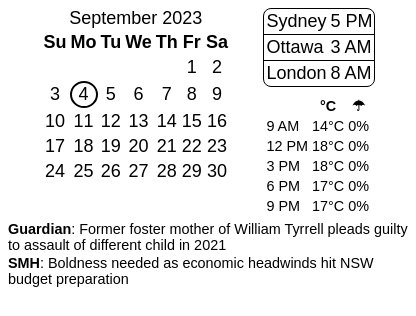 September 2023
Su Mo Tu We Th Fr Sa
1 2
3 4 5 6 7 8 9
10 11 12 13 14 15 16
17 18 19 20 21 22 23
24 25 26 27 28 29 30
Sydney 5 PM
Ottawa 3 AM
London 8 AM
°C ☂
9 AM 14°C 0%
12 PM 18°C 0%
3 PM 18°C 0%
6 PM 17°C 0%
9 PM 17°C 0%
Guardian: Former foster mother of William Tyrrell pleads guilty
to assault of different child in 2021
SMH: Boldness needed as economic headwinds hit NSW
budget preparation